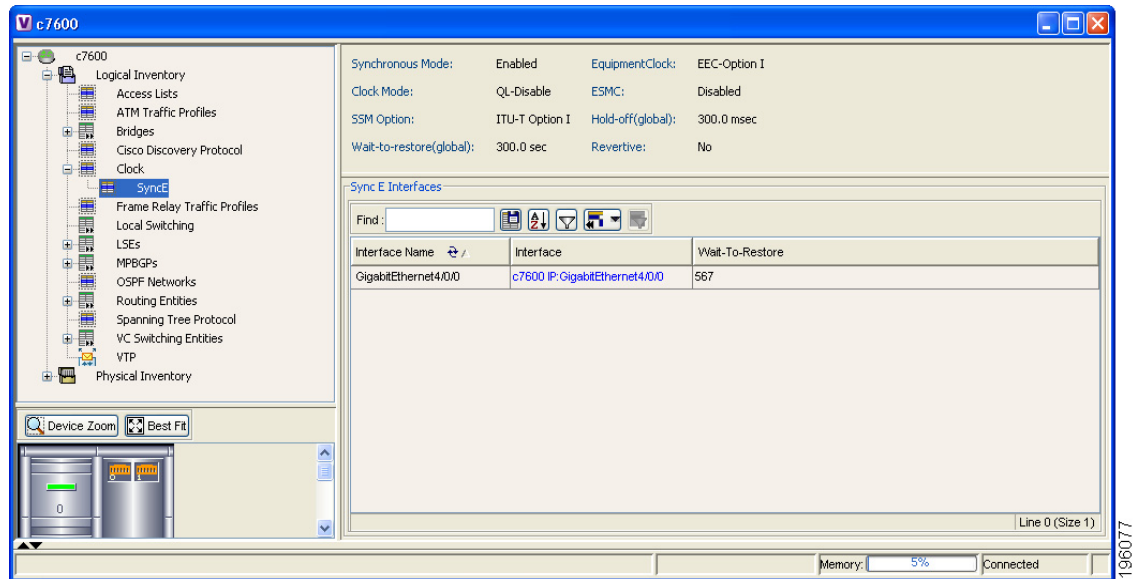 c7600
c7600
Logical Inventory
Access Lists
ATM Traffic Profiles
Bridges
Cisco Discovery Protocol
Clock
SyncE
Frame Relay Traffic Profiles
Local Switching
LSEs
MPBGPs
OSPF Networks
Routing Entities
Spanning Tree Protocol
VC Switching Entities
VTP
Physical Inventory
Device Zoom Best Fit
0
0 1
Synchronous Mode: Enabled EquipmentClock: EEC-Option I
Clock Mode: QL-Disable ESMC: Disabled
SSM Option: ITU-T Option I Hold-off(global): 300.0 msec
Wait-to-restore(global): 300.0 sec Revertive: No
Sync E Interfaces
Find :
Interface Name Interface Wait-To-Restore
GigabitEthernet4/0/0 c7600 IP:GigabitEthernet4/0/0 567
Line 0 (Size 1)
Memory: 5% Connected
196077